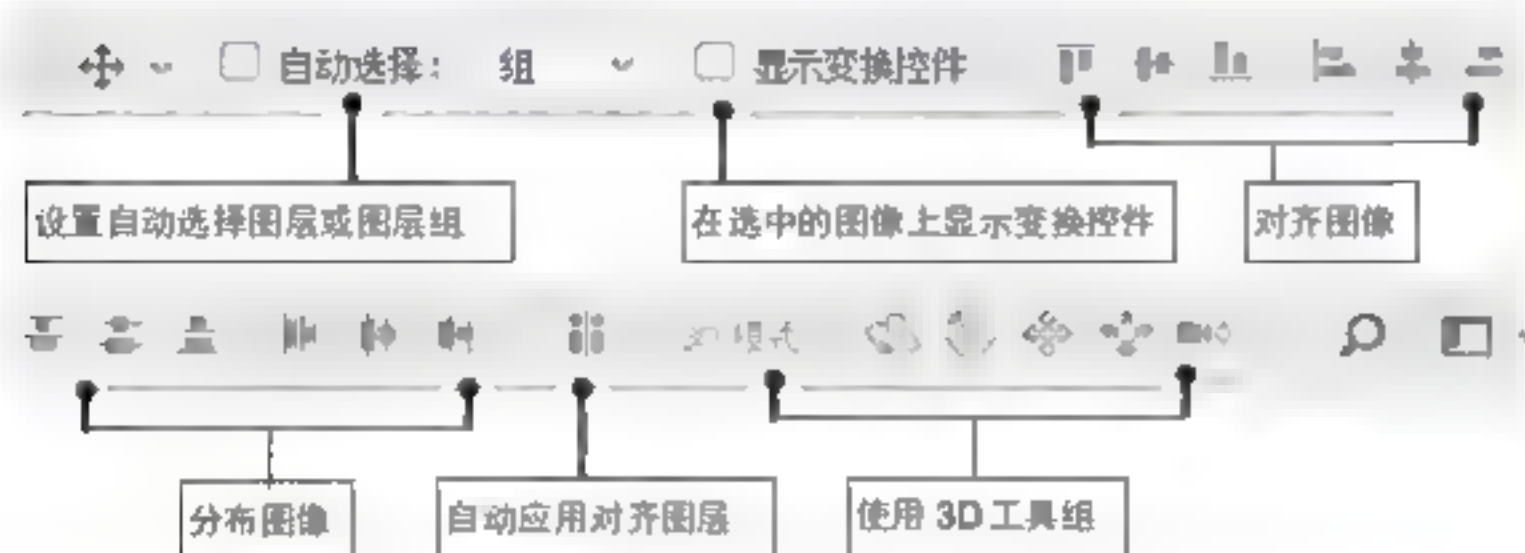 自动选择： 组 显示变换控件
设置自动选择图层或图层组 在选中的图像上显示变换控件 对齐图像
模式
分布图像 自动应用对齐图层 使用 3D 工具组